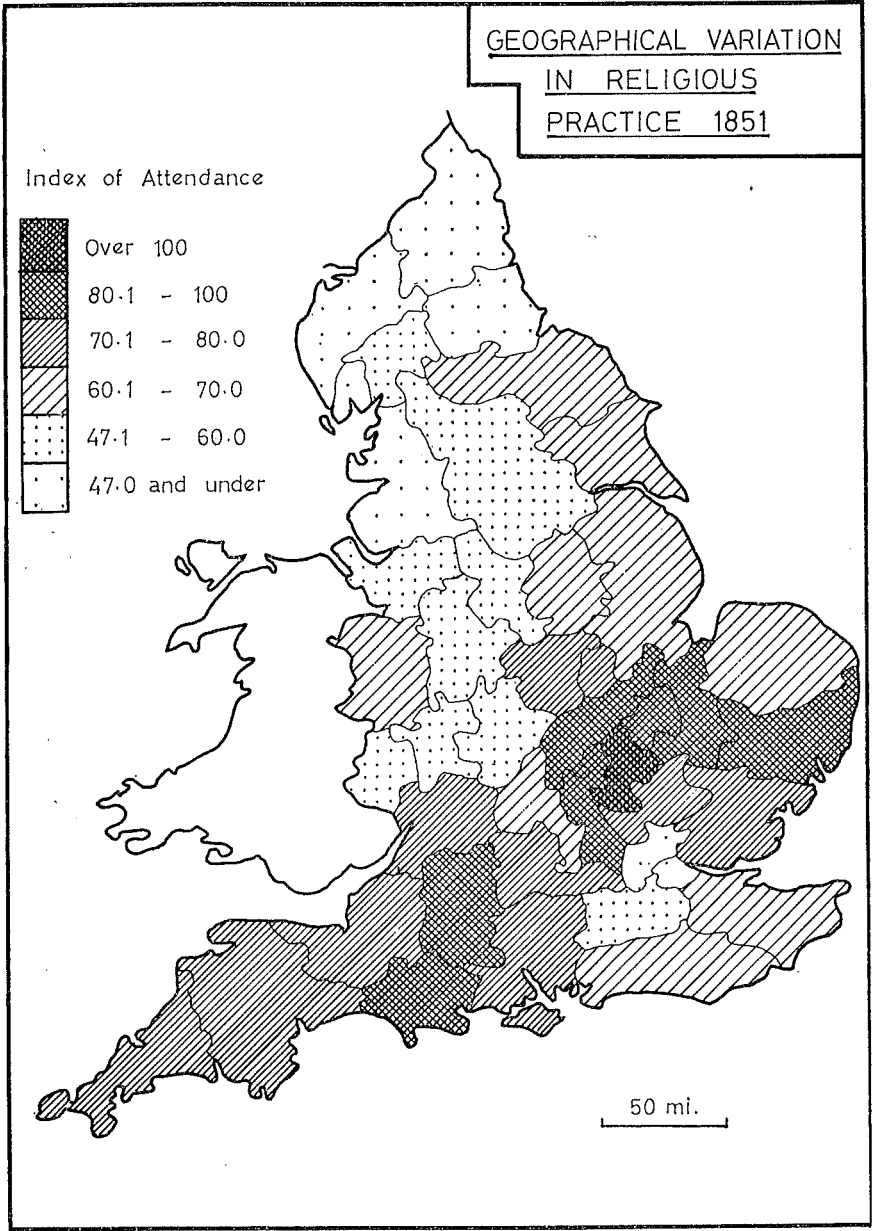 GEOGRAPHICAL VARIATION
IN RELIGIOUS
PRACTICE 1851
Index of Attendance
Over 100
80·1 - 100
70·1 - 80·0
60·1 - 70·0
47·1 - 60·0
47·0 and under
50 mi.